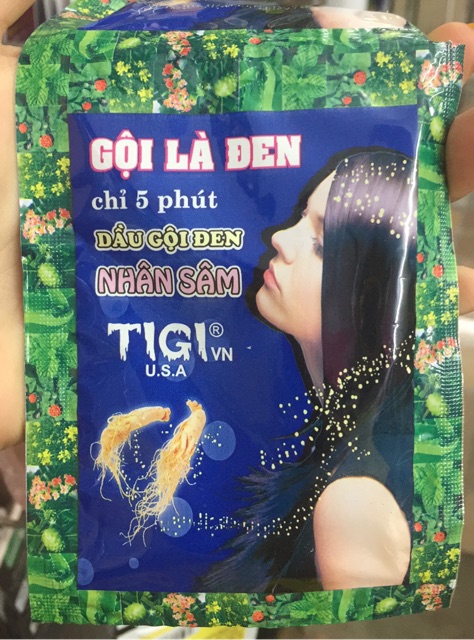 GỘI LÀ ĐEN
chỉ 5 phút
DẦU GỘI ĐEN
NHÂN SÂM
TIGI® VN
U.S.A